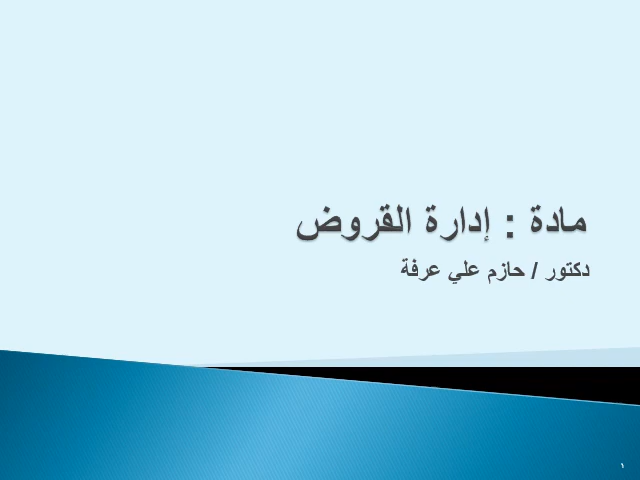 مادة : إدارة القروض
دكتور / حازم علي عرفة
١